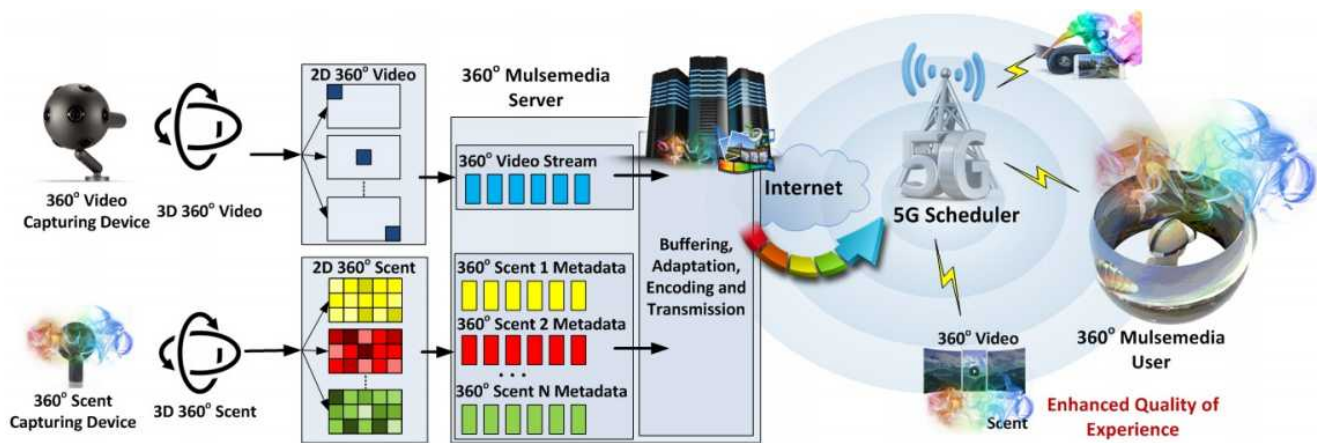 360° Video
Capturing Device
3D 360° Video
2D 360° Video
360° Mulsemedia
Server
360° Video Stream
Internet
5G
5G Scheduler
Buffering,
Adaptation,
Encoding and
Transmission
360° Scent
Capturing Device
3D 360° Scent
2D 360° Scent
360° Scent 1 Metadata
360° Scent 2 Metadata
. . .
360° Scent N Metadata
360° Video
Scent
360° Mulsemedia
User
Enhanced Quality of
Experience